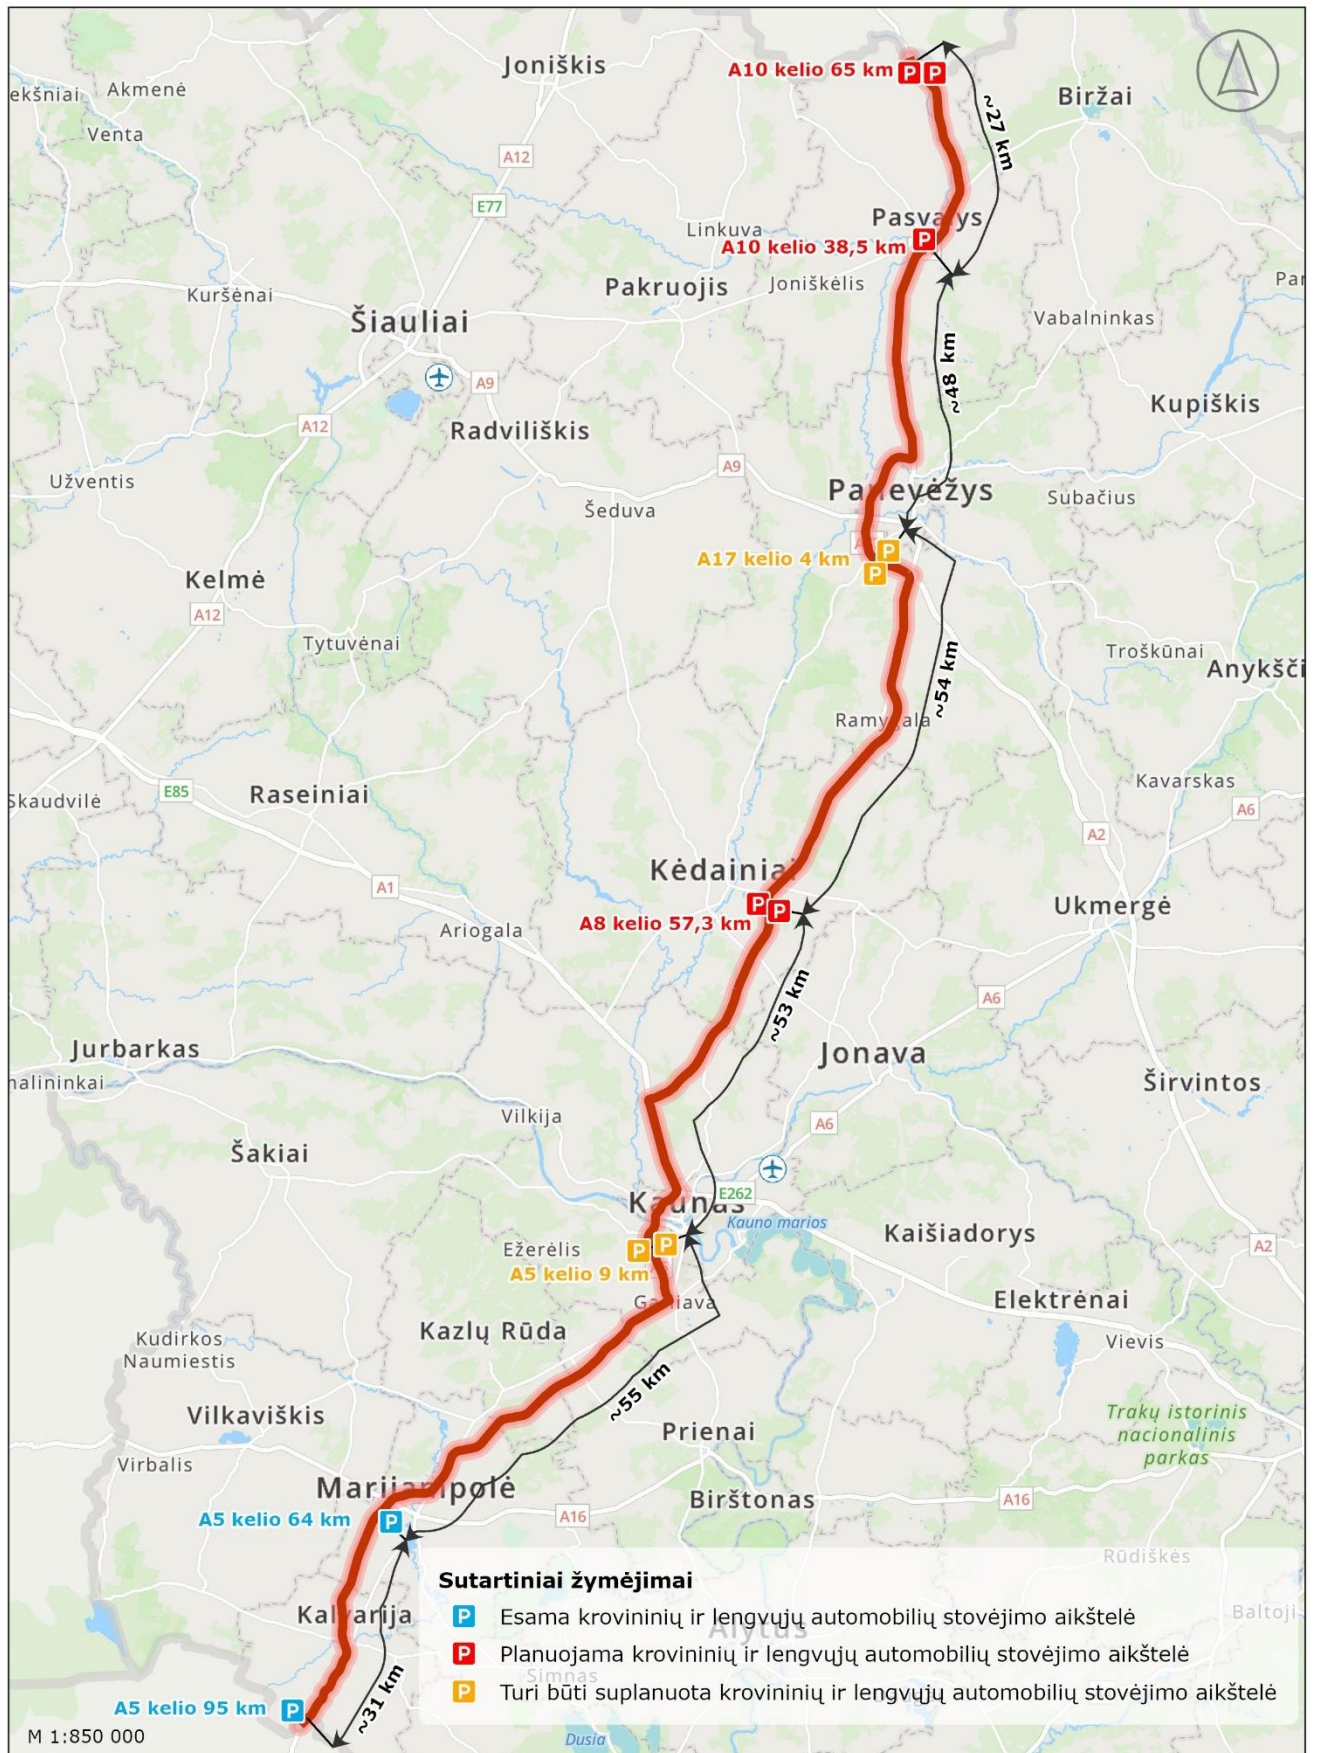 Joniškis
A10 kelio 65 km
P P
Biržai
ekšniai
Akmenė
Venta
~27 km
A12
E77
Pasvalys
Linkuva
A10 kelio 38,5 km
P
Pakruojis
Joniškėlis
Kuršėnai
Šiauliai
Vabalninkas
~48 km
A9
Kupiškis
A12
Radviliškis
A9
Užventis
Panevėžys
Subačius
Šeduva
A17 kelio 4 km
P
P
Kelmė
A12
Tytuvėnai
Troškūnai
Anykšči
~54 km
Ramygala
Kavarskas
E85
Raseiniai
Skaudvilė
A6
A2
Kėdainiai
A1
P
P
Ukmergė
A8 kelio 57,3 km
Ariogala
A6
~53 km
Jurbarkas
Jonava
Širvintos
Vilkija
A6
Šakiai
E262
Kaunas
Kauno marios
Kaišiadorys
A2
Ežerėlis
P P
A5 kelio 9 km
Garliava
Elektrėnai
Kazlų Rūda
Vievis
Kudirkos
Naumiestis
~55 km
Vilkaviškis
Prienai
Trakų istorinis
nacionalinis
parkas
Virbalis
Marijampolė
Birštonas
A16
A16
A5 kelio 64 km
P
Rūdiškės
Sutartiniai žymėjimai
P Esama krovininių ir lengvųjų automobilių stovėjimo aikštelė
Kalvarija
Baltoji
Alytus
P Planuojama krovininių ir lengvųjų automobilių stovėjimo aikštelė
Simnas
P Turi būti suplanuota krovininių ir lengvųjų automobilių stovėjimo aikštelė
~31 km
A5 kelio 95 km
P
M 1:850 000
Dusia